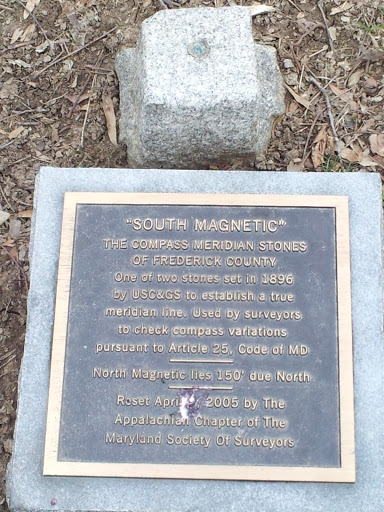 "SOUTH MAGNETIC"
THE COMPASS MERIDIAN STONES
OF FREDERICK COUNTY
One of two stones set in 1896
by USC&GS to establish a true
meridian line. Used by surveyors
to check compass variations
pursuant to Article 25, Code of MD
North Magnetic lies 150' due North
Reset April 2005 by The
Appalachian Chapter of The
Maryland Society Of Surveyors